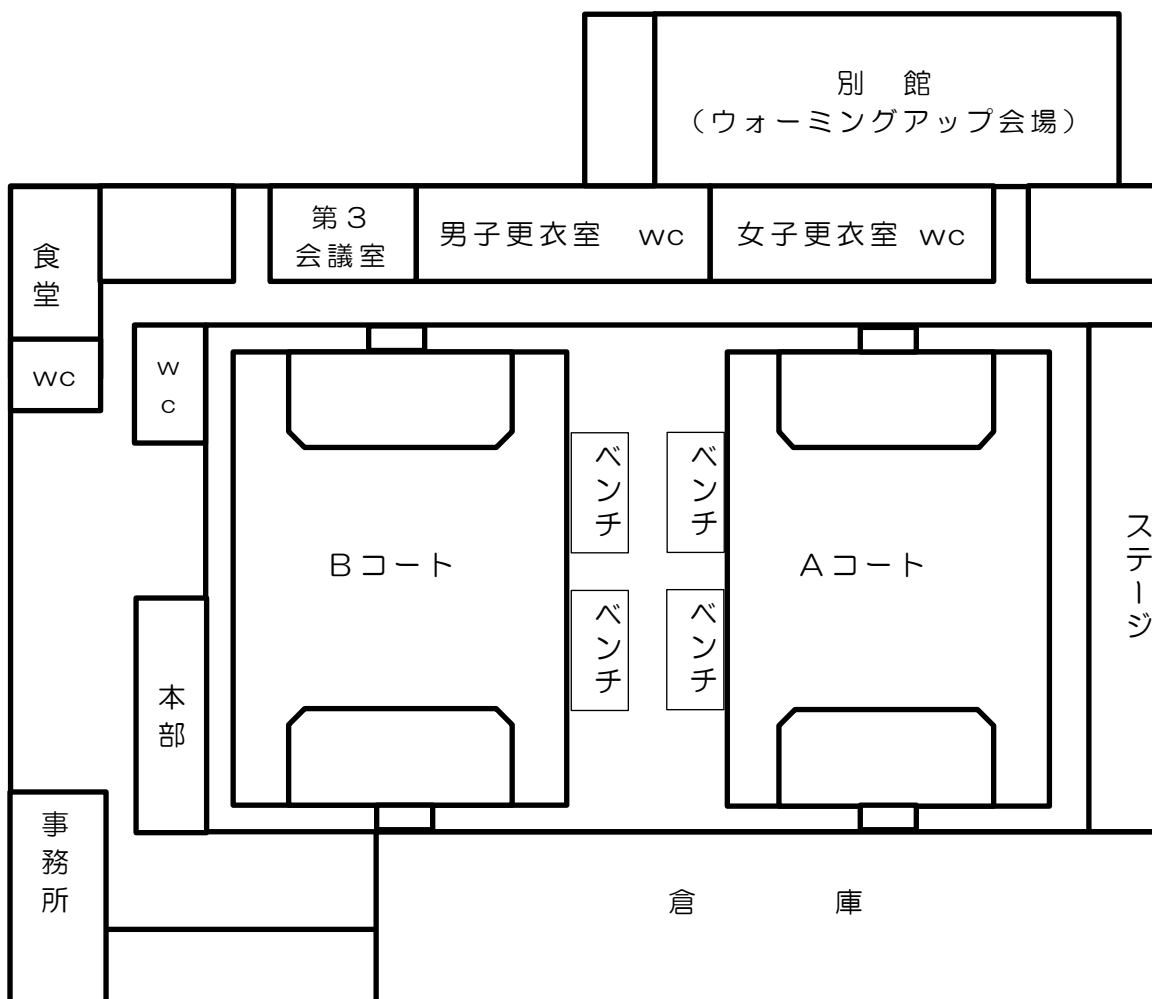 別　館
（ウォーミングアップ会場）
第３
会議室
男子更衣室　wc
女子更衣室 wc
食堂
wc
wc
ベンチ
ベンチ
Ｂコート
Ａコート
ステージ
ベンチ
ベンチ
本部
事務所
倉　庫